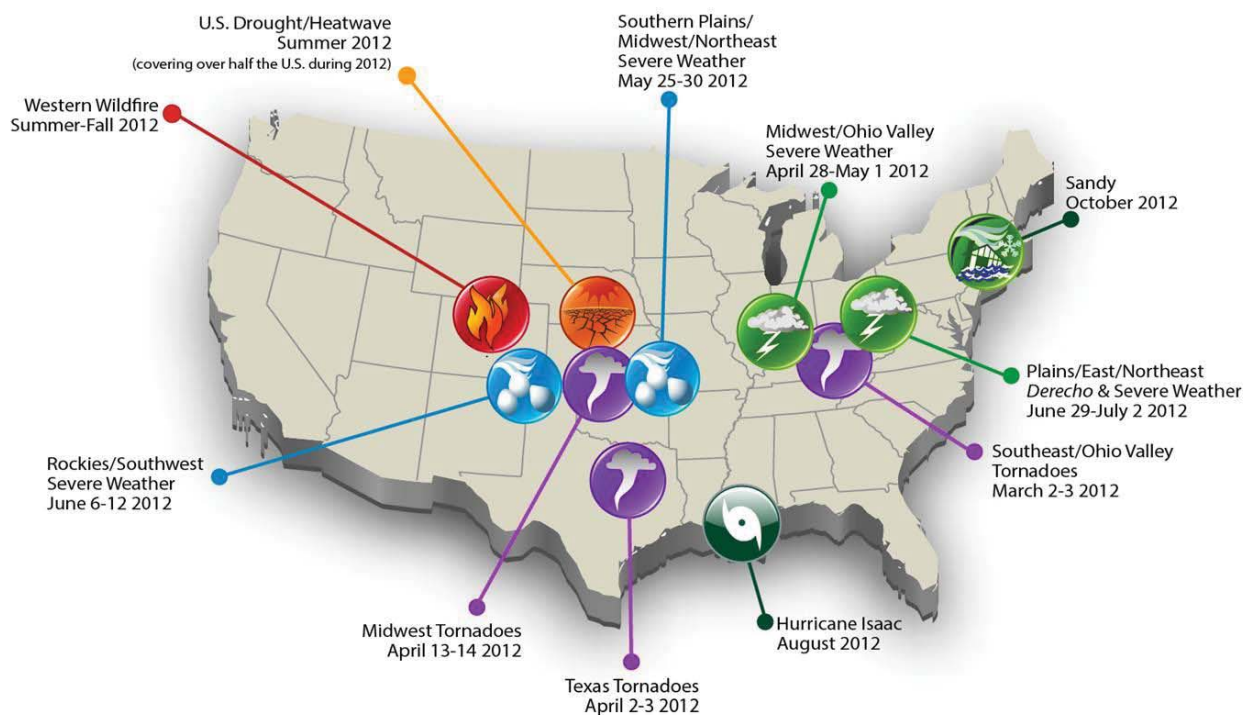 U.S. Drought/Heatwave
Summer 2012
(covering over half the U.S. during 2012)
Southern Plains/
Midwest/Northeast
Severe Weather
May 25-30 2012
Western Wildfire
Summer-Fall 2012
Midwest/Ohio Valley
Severe Weather
April 28-May 1 2012
Sandy
October 2012
Plains/East/Northeast
Derecho & Severe Weather
June 29-July 2 2012
Rockies/Southwest
Severe Weather
June 6-12 2012
Southeast/Ohio Valley
Tornadoes
March 2-3 2012
Midwest Tornadoes
April 13-14 2012
Hurricane Isaac
August 2012
Texas Tornadoes
April 2-3 2012